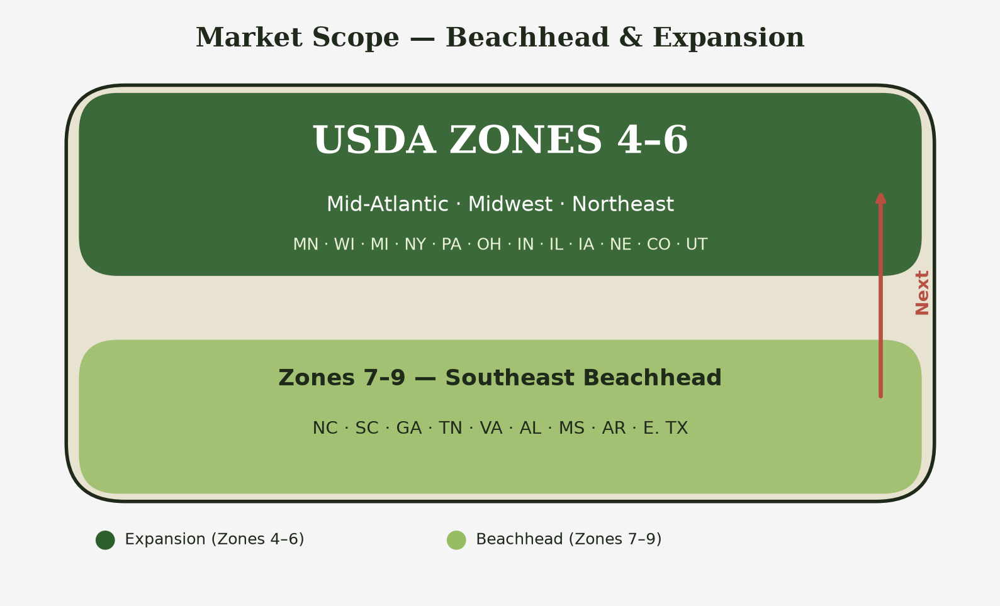 Market Scope — Beachhead & Expansion
USDA ZONES 4–6
Mid-Atlantic · Midwest · Northeast
MN · WI · MI · NY · PA · OH · IN · IL · IA · NE · CO · UT
Next
Zones 7–9 — Southeast Beachhead
NC · SC · GA · TN · VA · AL · MS · AR · E. TX
Expansion (Zones 4–6)
Beachhead (Zones 7–9)